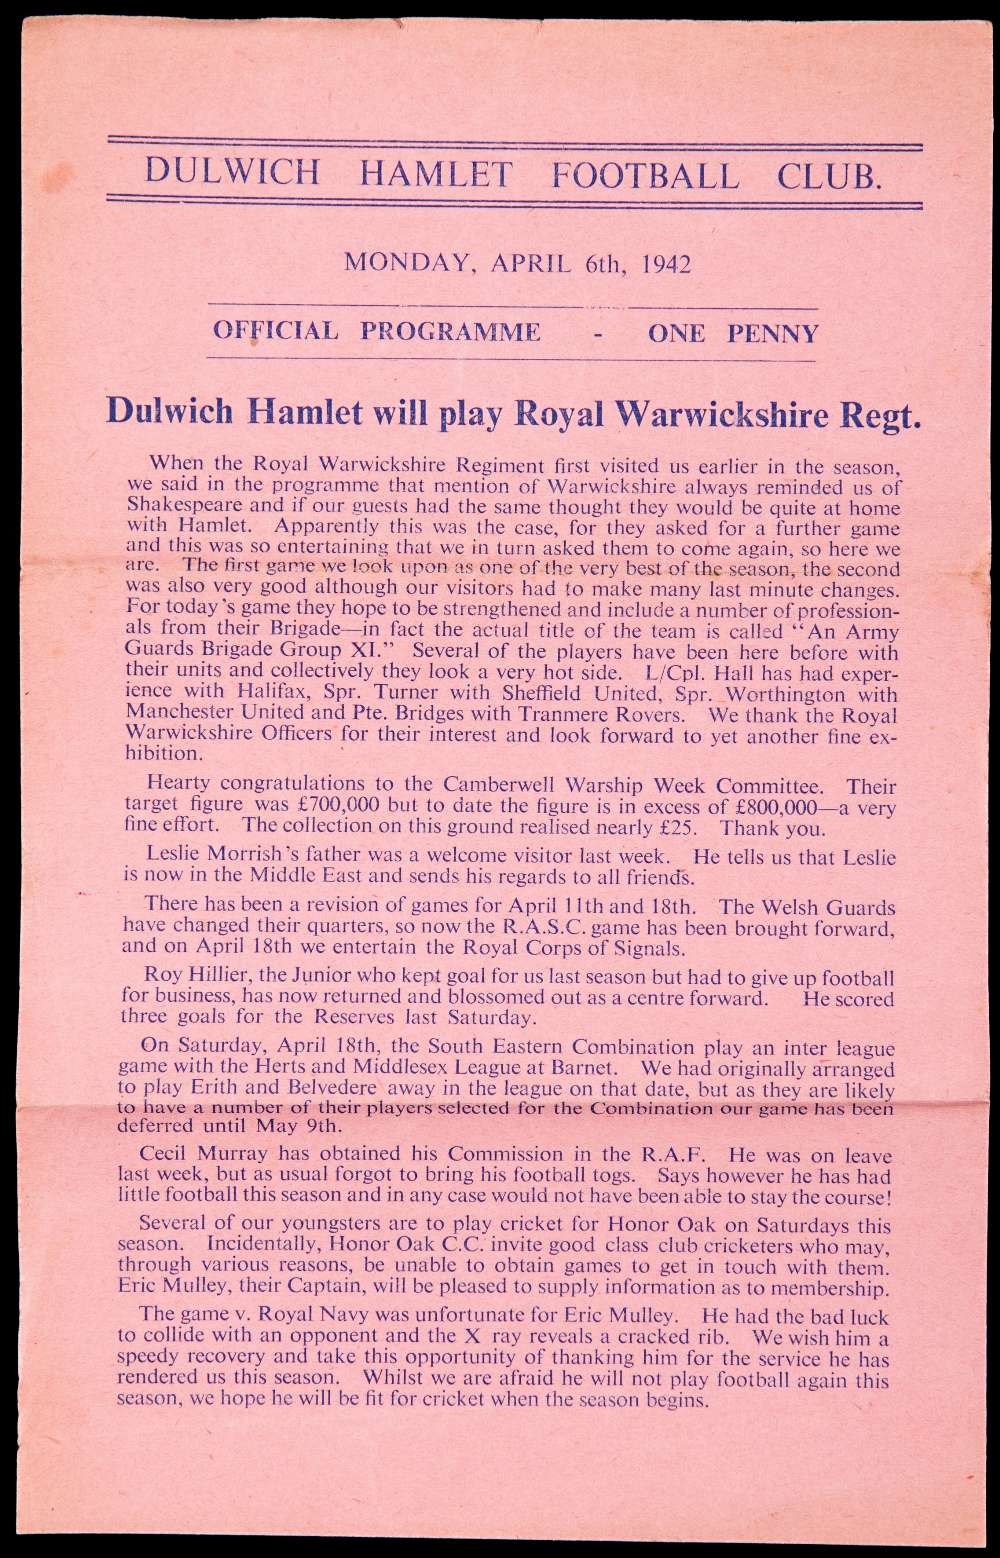 DULWICH HAMLET FOOTBALL CLUB.
MONDAY, APRIL 6th, 1942
OFFICIAL PROGRAMME - ONE PENNY
Dulwich Hamlet will play Royal Warwickshire Regt.
When the Royal Warwickshire Regiment first visited us earlier in the season,
we said in the programme that mention of Warwickshire always reminded us of
Shakespeare and if our guests had the same thought they would be quite at home
with Hamlet. Apparently this was the case, for they asked for a further game
and this was so entertaining that we in turn asked them to come again, so here we
are. The first game we look upon as one of the very best of the season, the second
was also very good although our visitors had to make many last minute changes.
For today's game they hope to be strengthened and include a number of profession-
als from their Brigade—in fact the actual title of the team is called "An Army
Guards Brigade Group XI." Several of the players have been here before with
their units and collectively they look a very hot side. L/Cpl. Hall has had exper-
ience with Halifax, Spr. Turner with Sheffield United, Spr. Worthington with
Manchester United and Pte. Bridges with Tranmere Rovers. We thank the Royal
Warwickshire Officers for their interest and look forward to yet another fine ex-
hibition.
Hearty congratulations to the Camberwell Warship Week Committee. Their
target figure was £700,000 but to date the figure is in excess of £800,000—a very
fine effort. The collection on this ground realised nearly £25. Thank you.
Leslie Morrish's father was a welcome visitor last week. He tells us that Leslie
is now in the Middle East and sends his regards to all friends.
There has been a revision of games for April 11th and 18th. The Welsh Guards
have changed their quarters, so now the R.A.S.C. game has been brought forward,
and on April 18th we entertain the Royal Corps of Signals.
Roy Hillier, the Junior who kept goal for us last season but had to give up football
for business, has now returned and blossomed out as a centre forward. He scored
three goals for the Reserves last Saturday.
On Saturday, April 18th, the South Eastern Combination play an inter league
game with the Herts and Middlesex League at Barnet. We had originally arranged
to play Erith and Belvedere away in the league on that date, but as they are likely
to have a number of their players selected for the Combination our game has been
deferred until May 9th.
Cecil Murray has obtained his Commission in the R.A.F. He was on leave
last week, but as usual forgot to bring his football togs. Says however he has had
little football this season and in any case would not have been able to stay the course!
Several of our youngsters are to play cricket for Honor Oak on Saturdays this
season. Incidentally, Honor Oak C.C. invite good class club cricketers who may,
through various reasons, be unable to obtain games to get in touch with them.
Eric Mulley, their Captain, will be pleased to supply information as to membership.
The game v. Royal Navy was unfortunate for Eric Mulley. He had the bad luck
to collide with an opponent and the X ray reveals a cracked rib. We wish him a
speedy recovery and take this opportunity of thanking him for the service he has
rendered us this season. Whilst we are afraid he will not play football again this
season, we hope he will be fit for cricket when the season begins.